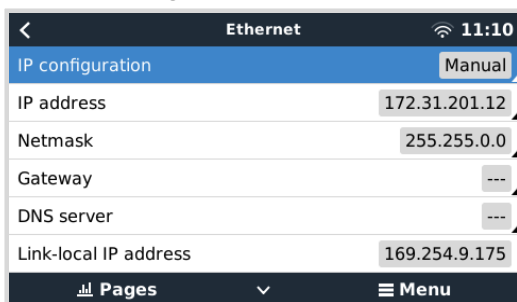 Ethernet 11:10
IP configuration Manual
IP address 172.31.201.12
Netmask 255.255.0.0
Gateway ---
DNS server ---
Link-local IP address 169.254.9.175
Pages Menu